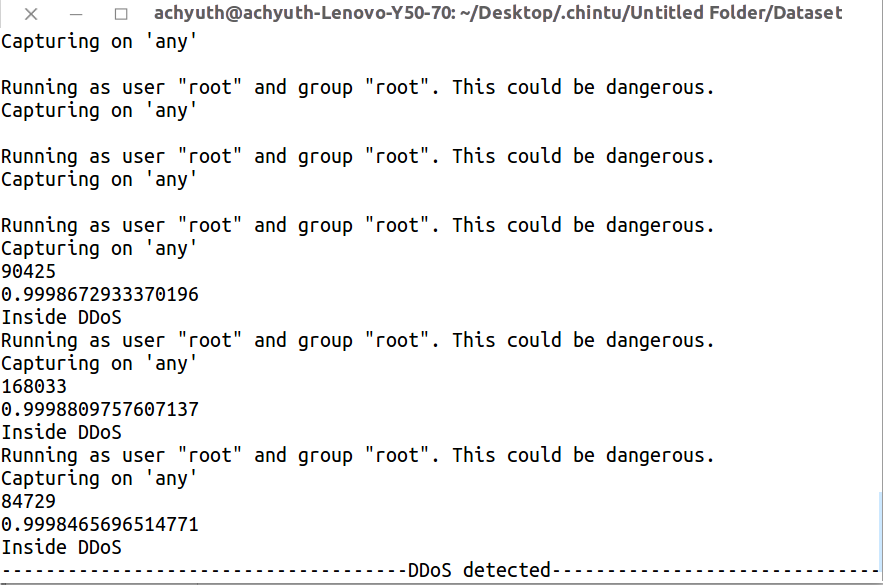 achyuth@achyuth-Lenovo-Y50-70: ~/Desktop/.chintu/Untitled Folder/Dataset
Capturing on 'any'
Running as user "root" and group "root". This could be dangerous.
Capturing on 'any'
Running as user "root" and group "root". This could be dangerous.
Capturing on 'any'
Running as user "root" and group "root". This could be dangerous.
Capturing on 'any'
90425
0.9998672933370196
Inside DDoS
Running as user "root" and group "root". This could be dangerous.
Capturing on 'any'
168033
0.9998809757607137
Inside DDoS
Running as user "root" and group "root". This could be dangerous.
Capturing on 'any'
84729
0.9998465696514771
Inside DDoS
-------------------------------------DDoS detected------------------------------